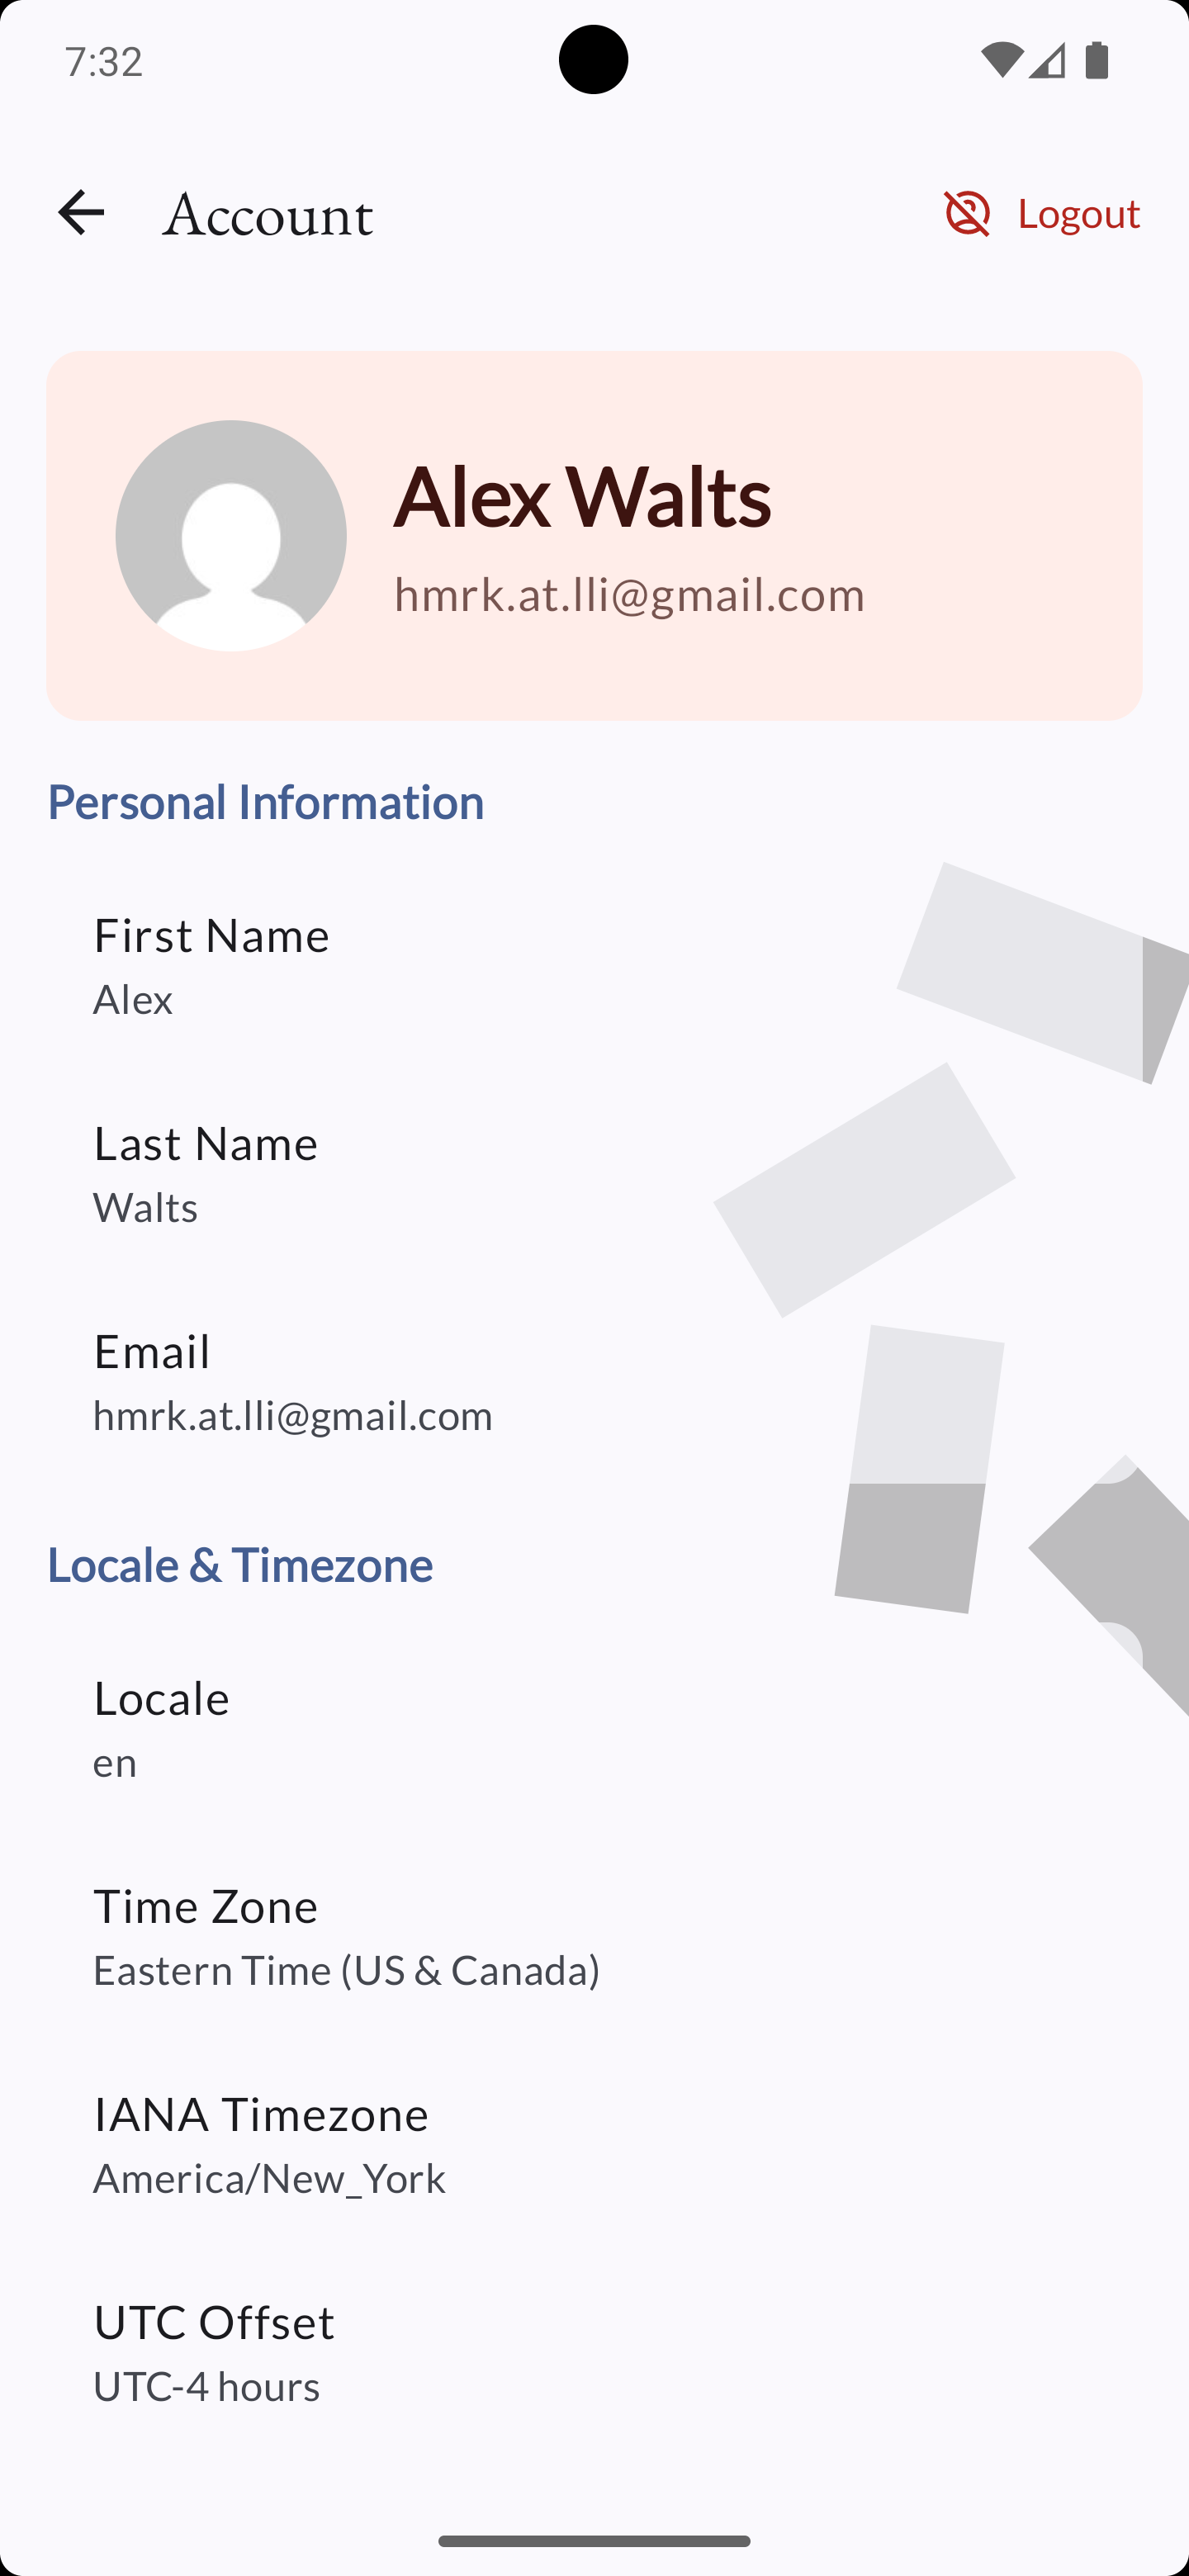 7:32
Account
Logout
Alex Walts
hmrk.at.lli@gmail.com
Personal Information
First Name
Alex
Last Name
Walts
Email
hmrk.at.lli@gmail.com
Locale & Timezone
Locale
en
Time Zone
Eastern Time (US & Canada)
IANA Timezone
America/New_York
UTC Offset
UTC-4 hours